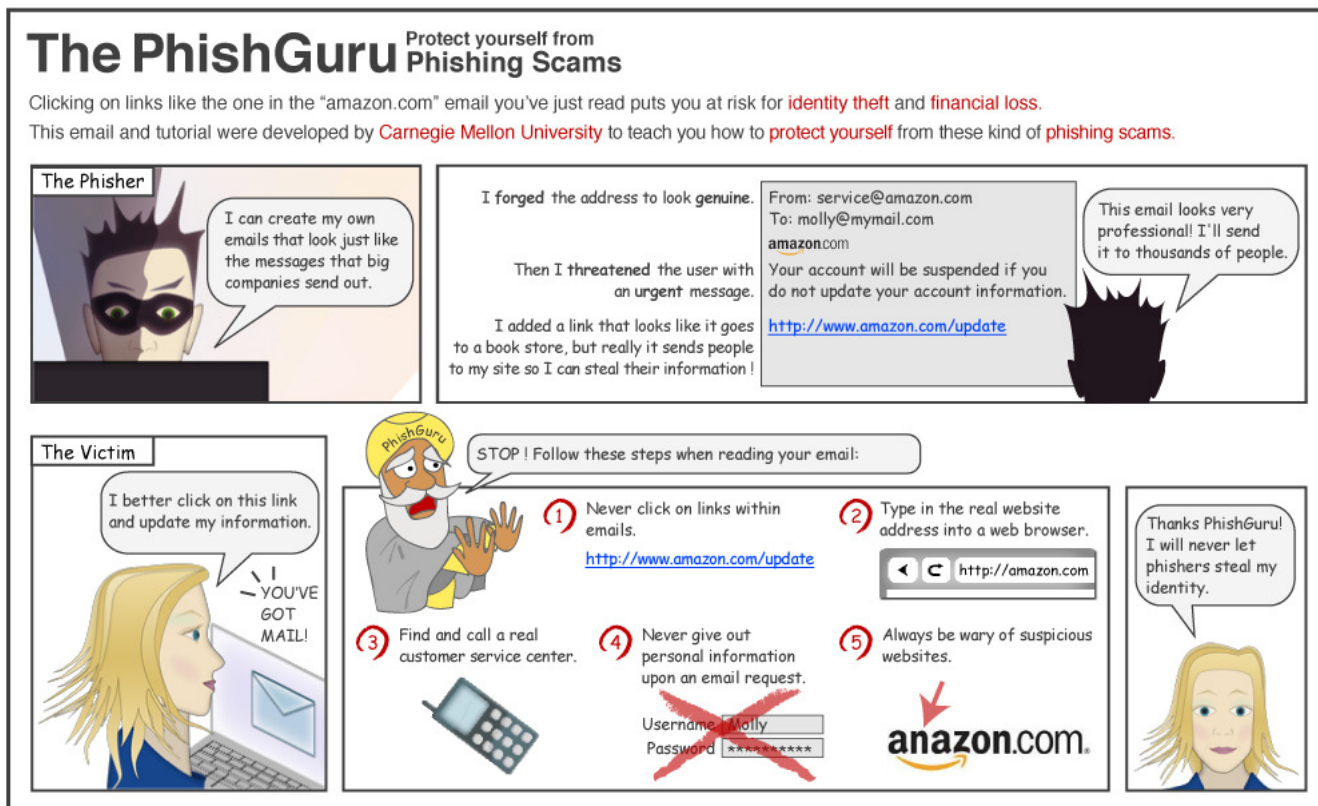 The PhishGuru Protect yourself from
Phishing Scams
Clicking on links like the one in the “amazon.com” email you’ve just read puts you at risk for identity theft and financial loss.
This email and tutorial were developed by Carnegie Mellon University to teach you how to protect yourself from these kind of phishing scams.
The Phisher
I can create my own
emails that look just like
the messages that big
companies send out.
I forged the address to look genuine.
Then I threatened the user with
an urgent message.
I added a link that looks like it goes
to a book store, but really it sends people
to my site so I can steal their information !
From: service@amazon.com
To: molly@mymail.com
amazon.com
Your account will be suspended if you
do not update your account information.
http://www.amazon.com/update
This email looks very
professional! I'll send
it to thousands of people.
The Victim
I better click on this link
and update my information.
YOU'VE
GOT
MAIL!
PhishGuru
STOP ! Follow these steps when reading your email:
1
Never click on links within
emails.
http://www.amazon.com/update
2
Type in the real website
address into a web browser.
http://amazon.com
3
Find and call a real
customer service center.
4
Never give out
personal information
upon an email request.
Username Molly
Password **********
5
Always be wary of suspicious
websites.
anazon.com.
Thanks PhishGuru!
I will never let
phishers steal my
identity.